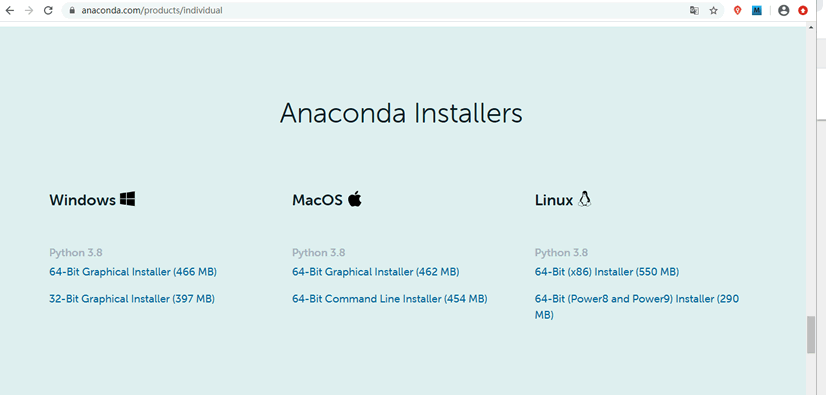 anaconda.com/products/individual
Anaconda Installers
Windows
Python 3.8
64-Bit Graphical Installer (466 MB)
32-Bit Graphical Installer (397 MB)
MacOS
Python 3.8
64-Bit Graphical Installer (462 MB)
64-Bit Command Line Installer (454 MB)
Linux
Python 3.8
64-Bit (x86) Installer (550 MB)
64-Bit (Power8 and Power9) Installer (290
MB)